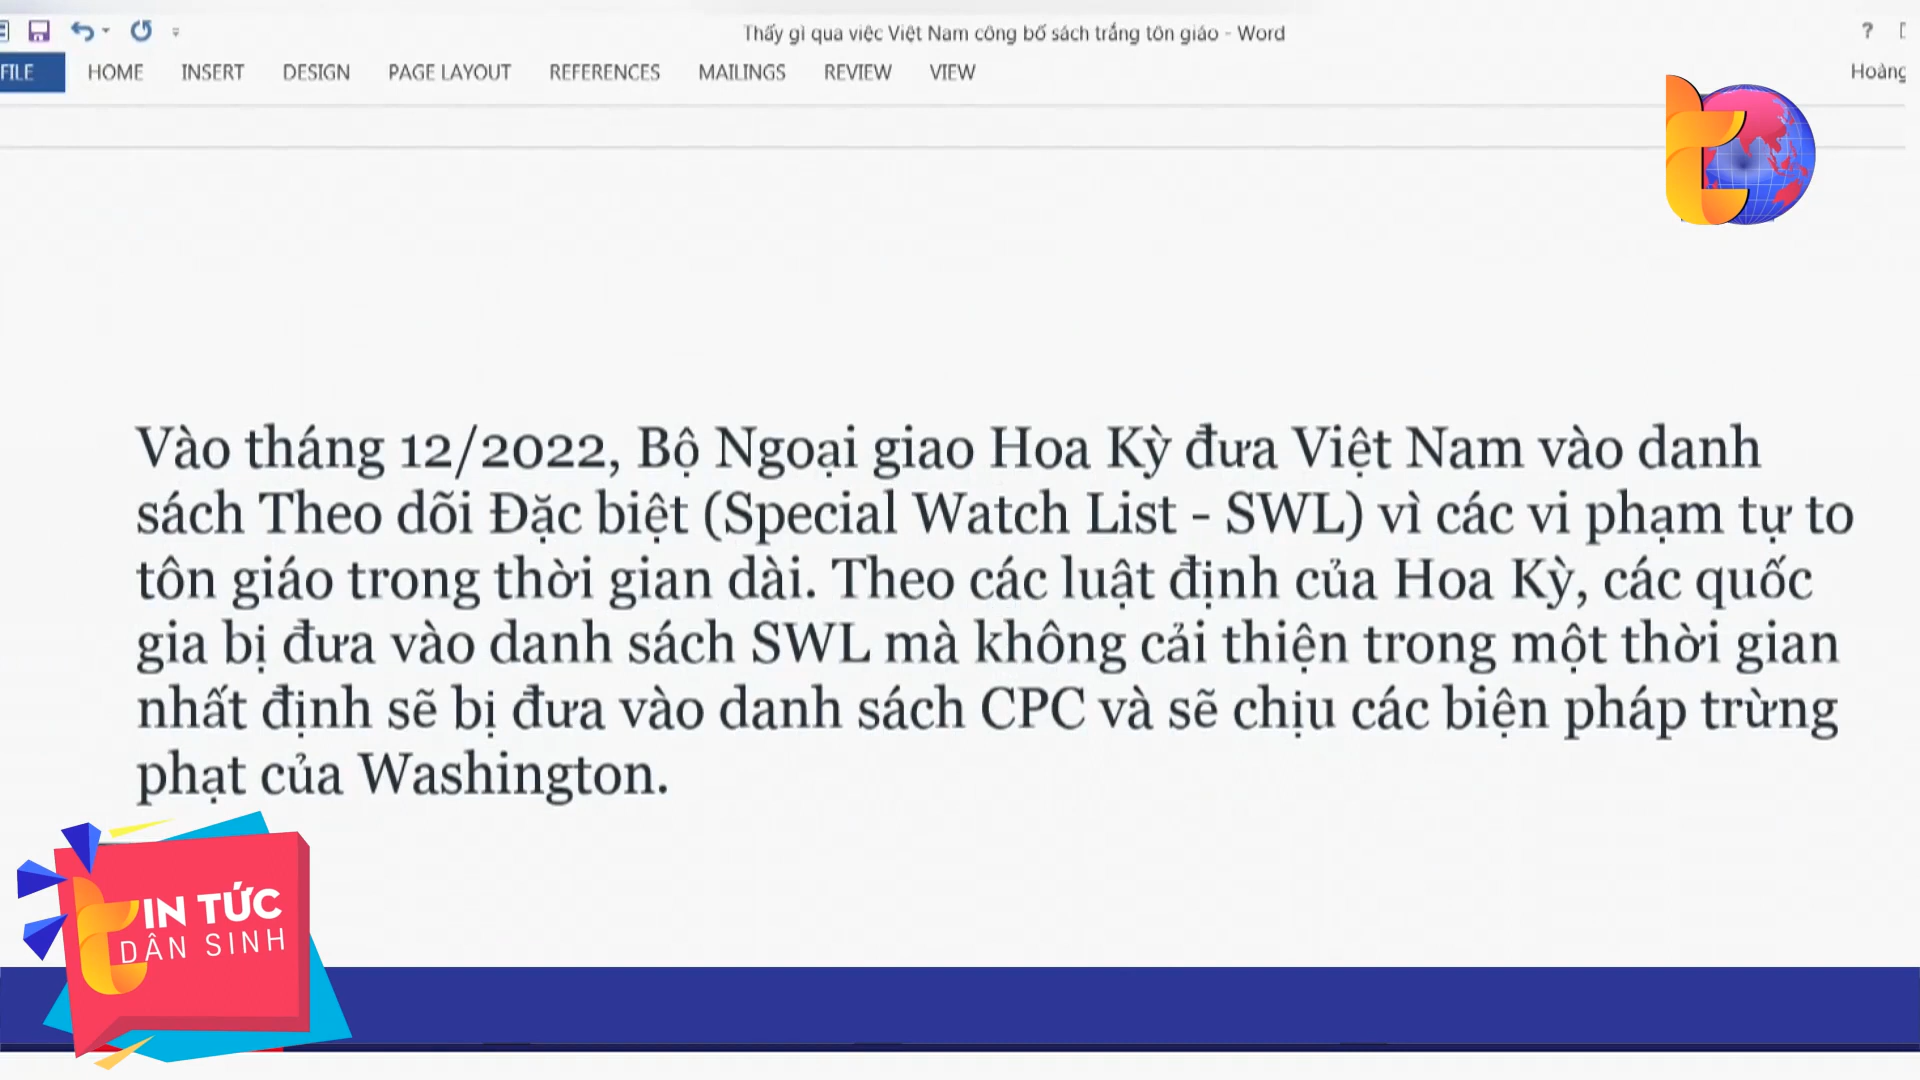 Thấy gì qua việc Việt Nam công bố sách trắng tôn giáo - Word
?
FILE HOME INSERT DESIGN PAGE LAYOUT REFERENCES MAILINGS REVIEW VIEW
Hoàng
Vào tháng 12/2022, Bộ Ngoại giao Hoa Kỳ đưa Việt Nam vào danh
sách Theo dõi Đặc biệt (Special Watch List - SWL) vì các vi phạm tự to
tôn giáo trong thời gian dài. Theo các luật định của Hoa Kỳ, các quốc
gia bị đưa vào danh sách SWL mà không cải thiện trong một thời gian
nhất định sẽ bị đưa vào danh sách CPC và sẽ chịu các biện pháp trừng
phạt của Washington.
TIN TỨC
DÂN SINH